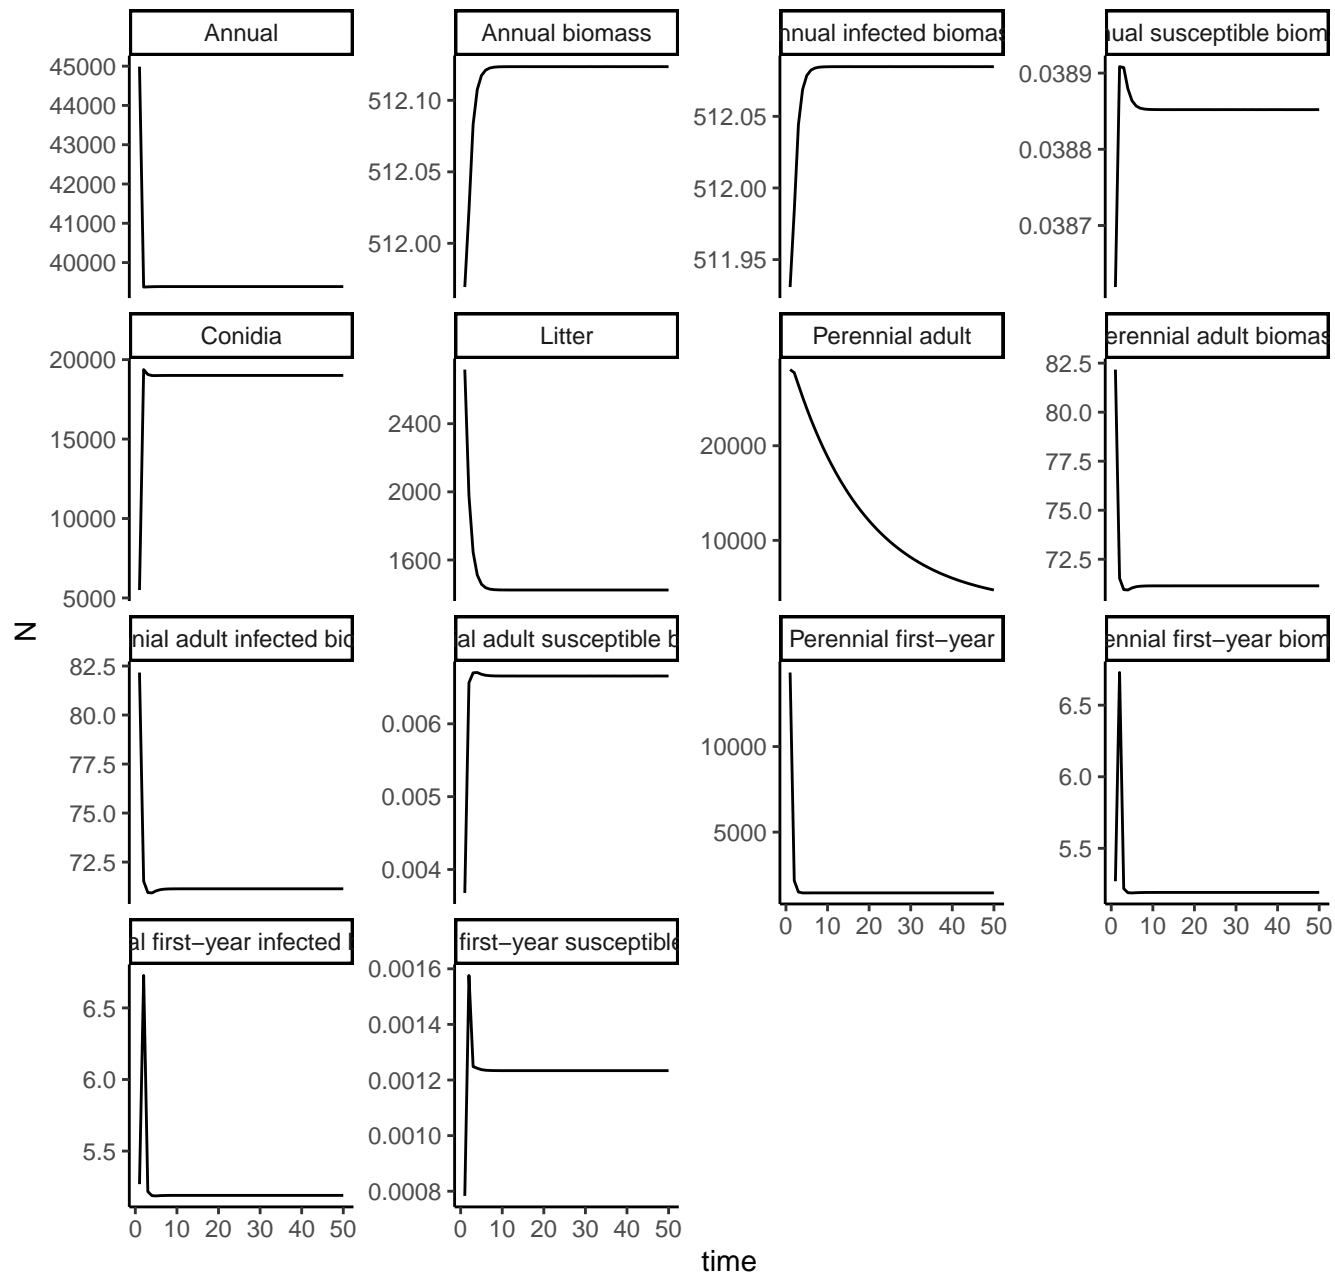 Annual
Annual biomass
nnual infected biomas
ual susceptible biom
45000
44000
43000
42000
41000
40000
512.10
512.05
512.00
512.05
512.00
511.95
0.0389
0.0388
0.0387
Conidia
Litter
Perennial adult
erennial adult biomas
20000
15000
10000
5000
2400
2000
1600
20000
10000
82.5
80.0
77.5
75.0
72.5
N
nial adult infected bio
al adult susceptible b
Perennial first−year
ennial first−year biom
82.5
80.0
77.5
75.0
72.5
0.006
0.005
0.004
10000
5000
6.5
6.0
5.5
0 10 20 30 40 50
0 10 20 30 40 50
al first−year infected
first−year susceptible
6.5
6.0
5.5
0.0016
0.0014
0.0012
0.0010
0.0008
0 10 20 30 40 50
0 10 20 30 40 50
time